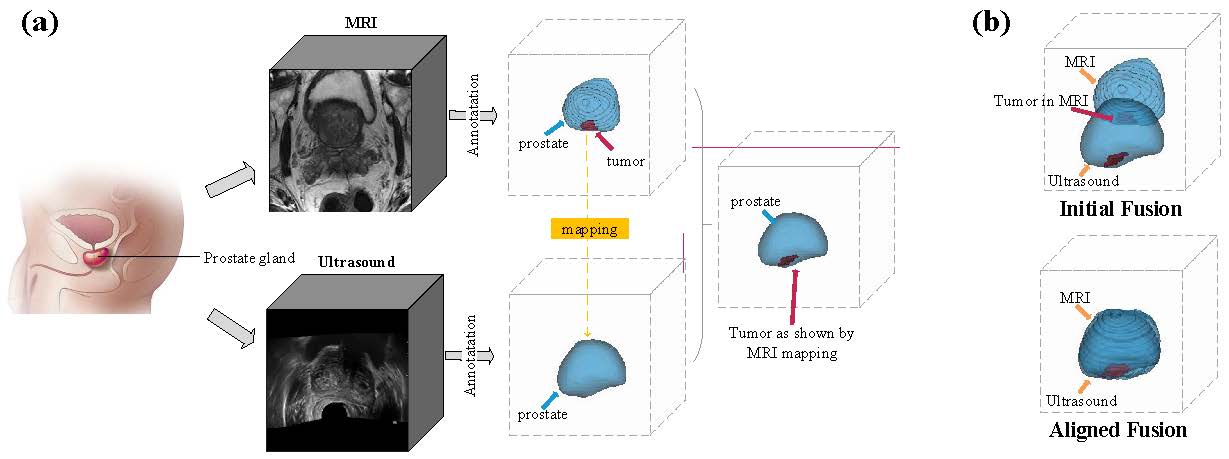 (a)
MRI
Annotatation
prostate
tumor
mapping
Prostate gland
Ultrasound
Annotatation
prostate
prostate
Tumor as shown by
MRI mapping
(b)
MRI
Tumor in MRI
Ultrasound
Initial Fusion
MRI
Ultrasound
Aligned Fusion